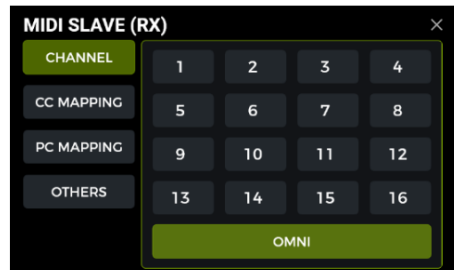 MIDI SLAVE (RX)
CHANNEL
CC MAPPING
PC MAPPING
OTHERS
1 2 3 4
5 6 7 8
9 10 11 12
13 14 15 16
OMNI